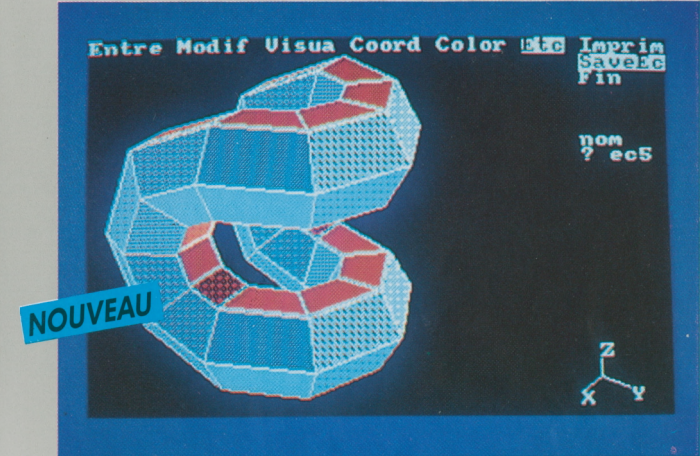 Entre Modif Visua Coord Color Etc Imprim
SaveEc
Fin
nom
? ec5
NOUVEAU
Z
X Y